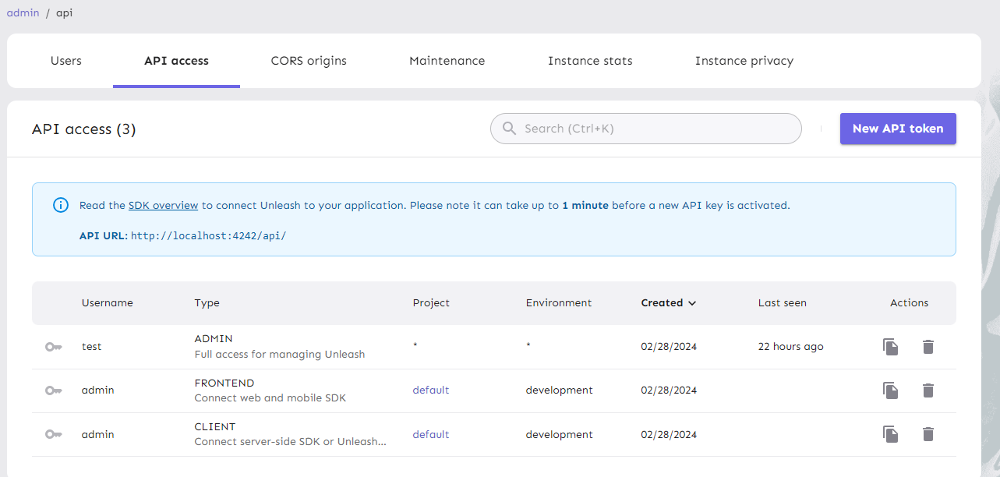 admin / api
Users API access CORS origins Maintenance Instance stats Instance privacy
API access (3) Search (Ctrl+K) New API token
Read the SDK overview to connect Unleash to your application. Please note it can take up to 1 minute before a new API key is activated.
API URL: http://localhost:4242/api/
Username Type Project Environment Created Last seen Actions
test ADMIN * * 02/28/2024 22 hours ago
Full access for managing Unleash
admin FRONTEND default development 02/28/2024
Connect web and mobile SDK
admin CLIENT default development 02/28/2024
Connect server-side SDK or Unleash...